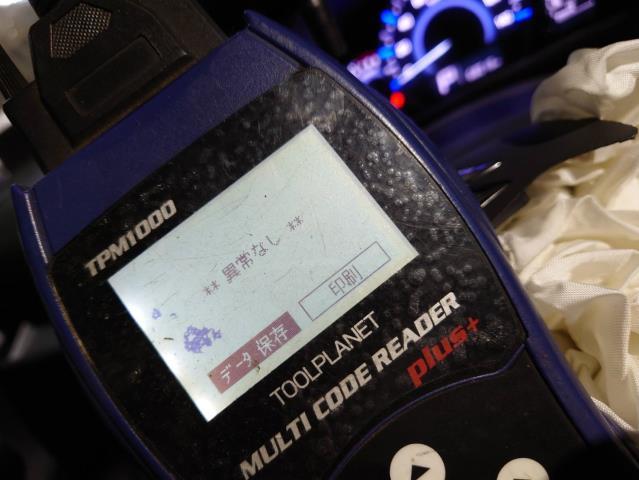 TPM1000
** 異常なし **
データ保存
印刷
TOOLPLANET
MULTI CODE READER
plus+
P